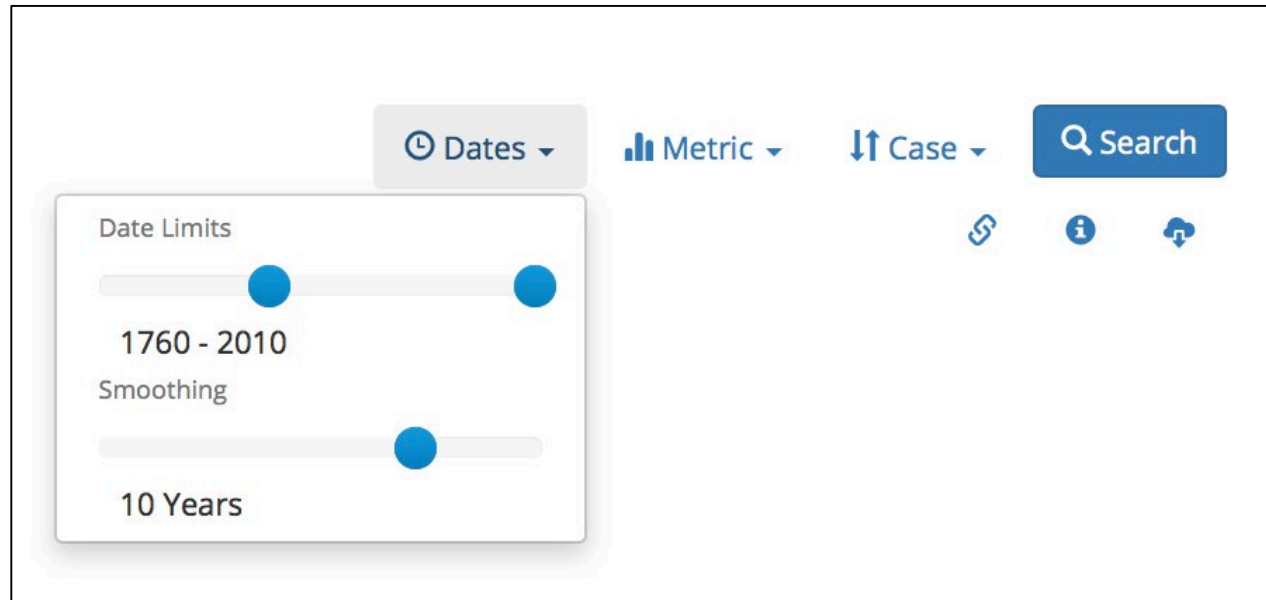 Dates
Metric
Case
Search
Date Limits
1760 - 2010
Smoothing
10 Years